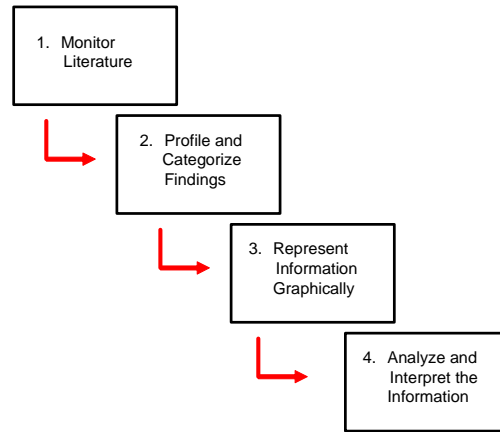 1. Monitor
Literature
2. Profile and
Categorize
Findings
3. Represent
Information
Graphically
4. Analyze and
Interpret the
Information